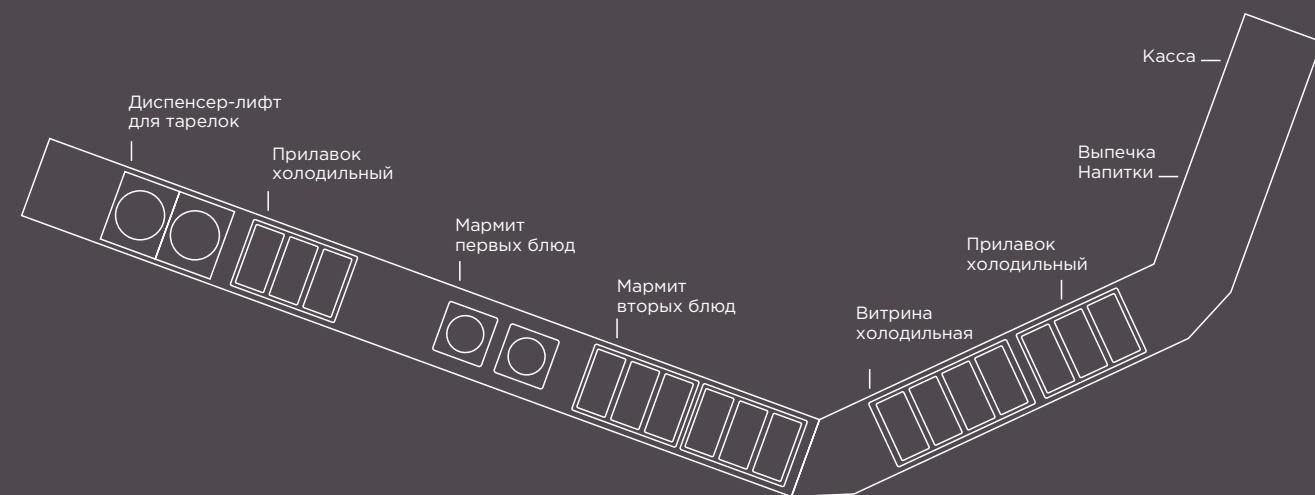 Диспенсер-лифт
для тарелок
Прилавок
холодильный
Мармит
первых блюд
Мармит
вторых блюд
Витрина
холодильная
Прилавок
холодильный
Выпечка
Напитки
Касса